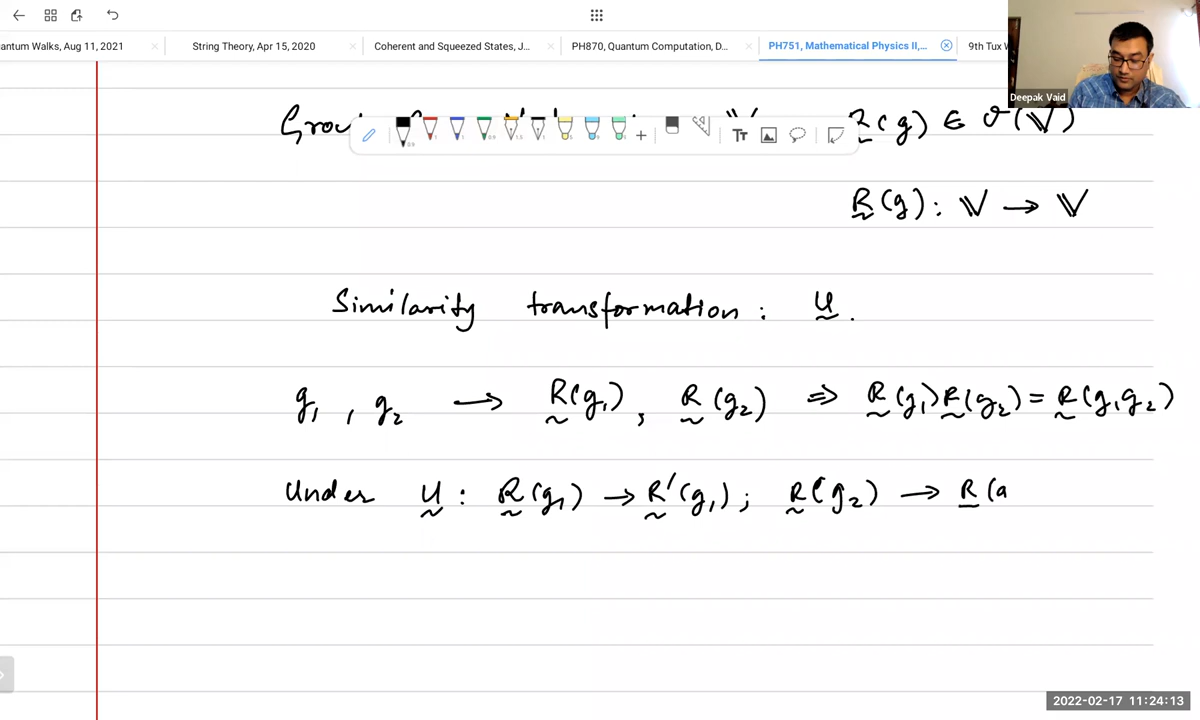 antum Walks, Aug 11, 2021 String Theory, Apr 15, 2020 Coherent and Squeezed States, J... PH870, Quantum Computation, D... PH751, Mathematical Physics II,... 9th Tux W
Deepak Vaid
R(g) ∈ 𝒪(𝕍)
Tт
R(g): 𝕍 → 𝕍
Similarity transformation: U.
g₁, g₂ → R(g₁), R(g₂) ⇒ R(g₁)R(g₂) = R(g₁g₂)
Under U: R(g₁) → R'(g₁); R(g₂) → R(g
2022-02-17 11:24:13